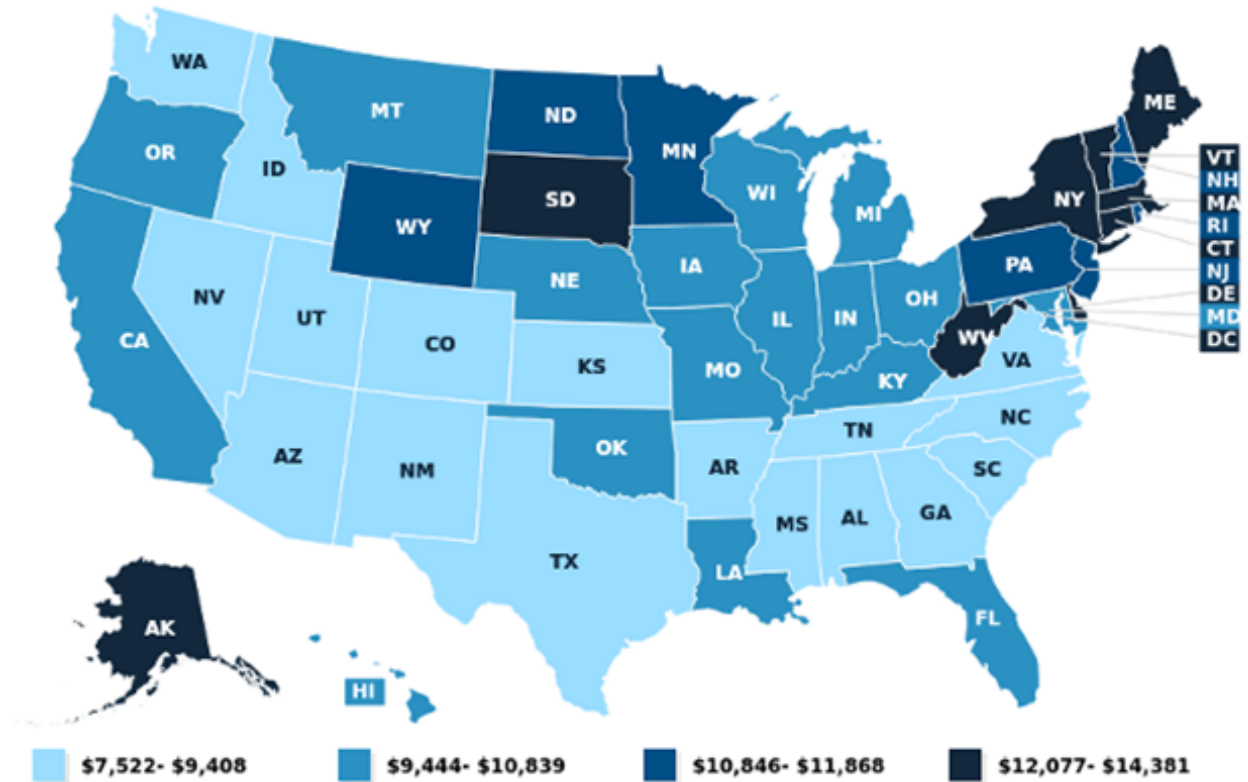 WA
MT
ND
MN
ME
OR
ID
SD
WI
MI
NY
VT
NH
MA
RI
CT
NJ
DE
MD
DC
WY
IA
PA
NE
NV
UT
CO
IL
IN
OH
WV
VA
CA
KS
MO
KY
AZ
NM
OK
AR
TN
NC
SC
MS
AL
GA
TX
LA
FL
AK
HI
$7,522- $9,408 $9,444- $10,839 $10,846- $11,868 $12,077- $14,381